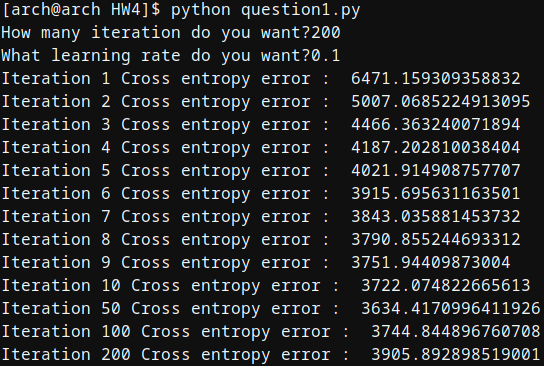 [arch@arch HW4]$ python question1.py
How many iteration do you want?200
What learning rate do you want?0.1
Iteration 1 Cross entropy error :  6471.159309358832
Iteration 2 Cross entropy error :  5007.0685224913095
Iteration 3 Cross entropy error :  4466.363240071894
Iteration 4 Cross entropy error :  4187.202810038404
Iteration 5 Cross entropy error :  4021.914908757707
Iteration 6 Cross entropy error :  3915.695631163501
Iteration 7 Cross entropy error :  3843.035881453732
Iteration 8 Cross entropy error :  3790.855244693312
Iteration 9 Cross entropy error :  3751.94409873004
Iteration 10 Cross entropy error :  3722.074822665613
Iteration 50 Cross entropy error :  3634.4170996411926
Iteration 100 Cross entropy error :  3744.844896760708
Iteration 200 Cross entropy error :  3905.892898519001